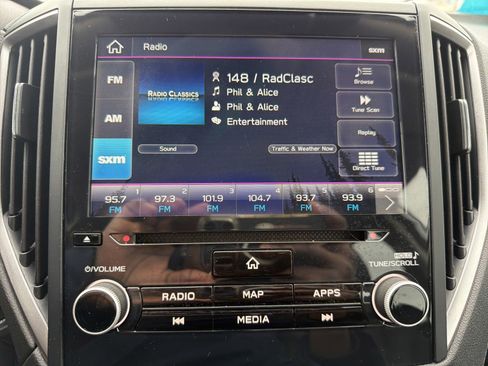 Radio
sxm
FM
AM
sxm
RADIO CLASSICS
148 / RadClasc
Phil & Alice
Phil & Alice
Entertainment
Sound
Traffic & Weather Now
Browse
Tune Scan
Replay
Direct Tune
1 2 3 4 5 6
95.7 97.3 101.9 104.7 93.7 93.9
FM FM FM FM FM FM
VOLUME
HOLD
TUNE/SCROLL
RADIO MAP APPS
MEDIA